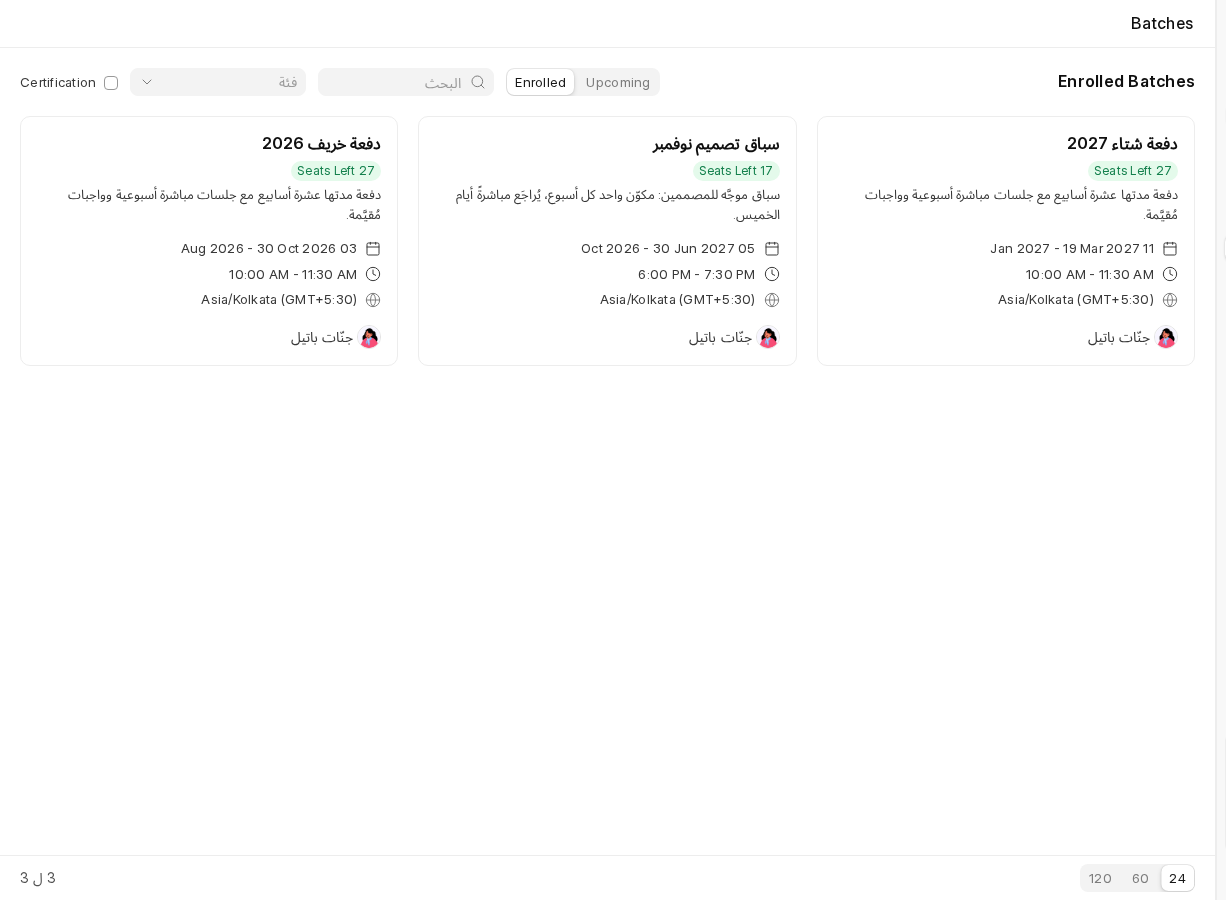 Batches
Enrolled Batches
Upcoming
Enrolled
البحث
فئة
Certification
دفعة شتاء 2027
Seats Left 27
دفعة مدتها عشرة أسابيع مع جلسات مباشرة أسبوعية وواجبات
مُقيَّمة.
Jan 2027 - 19 Mar 2027 11
10:00 AM - 11:30 AM
Asia/Kolkata (GMT+5:30)
جنّات باتيل
سباق تصميم نوفمبر
Seats Left 17
سباق موجَّه للمصممين: مكوّن واحد كل أسبوع، يُراجَع مباشرةً أيام
الخميس.
Oct 2026 - 30 Jun 2027 05
6:00 PM - 7:30 PM
Asia/Kolkata (GMT+5:30)
جنّات باتيل
دفعة خريف 2026
Seats Left 27
دفعة مدتها عشرة أسابيع مع جلسات مباشرة أسبوعية وواجبات
مُقيَّمة.
Aug 2026 - 30 Oct 2026 03
10:00 AM - 11:30 AM
Asia/Kolkata (GMT+5:30)
جنّات باتيل
24
60
120
3 ل 3